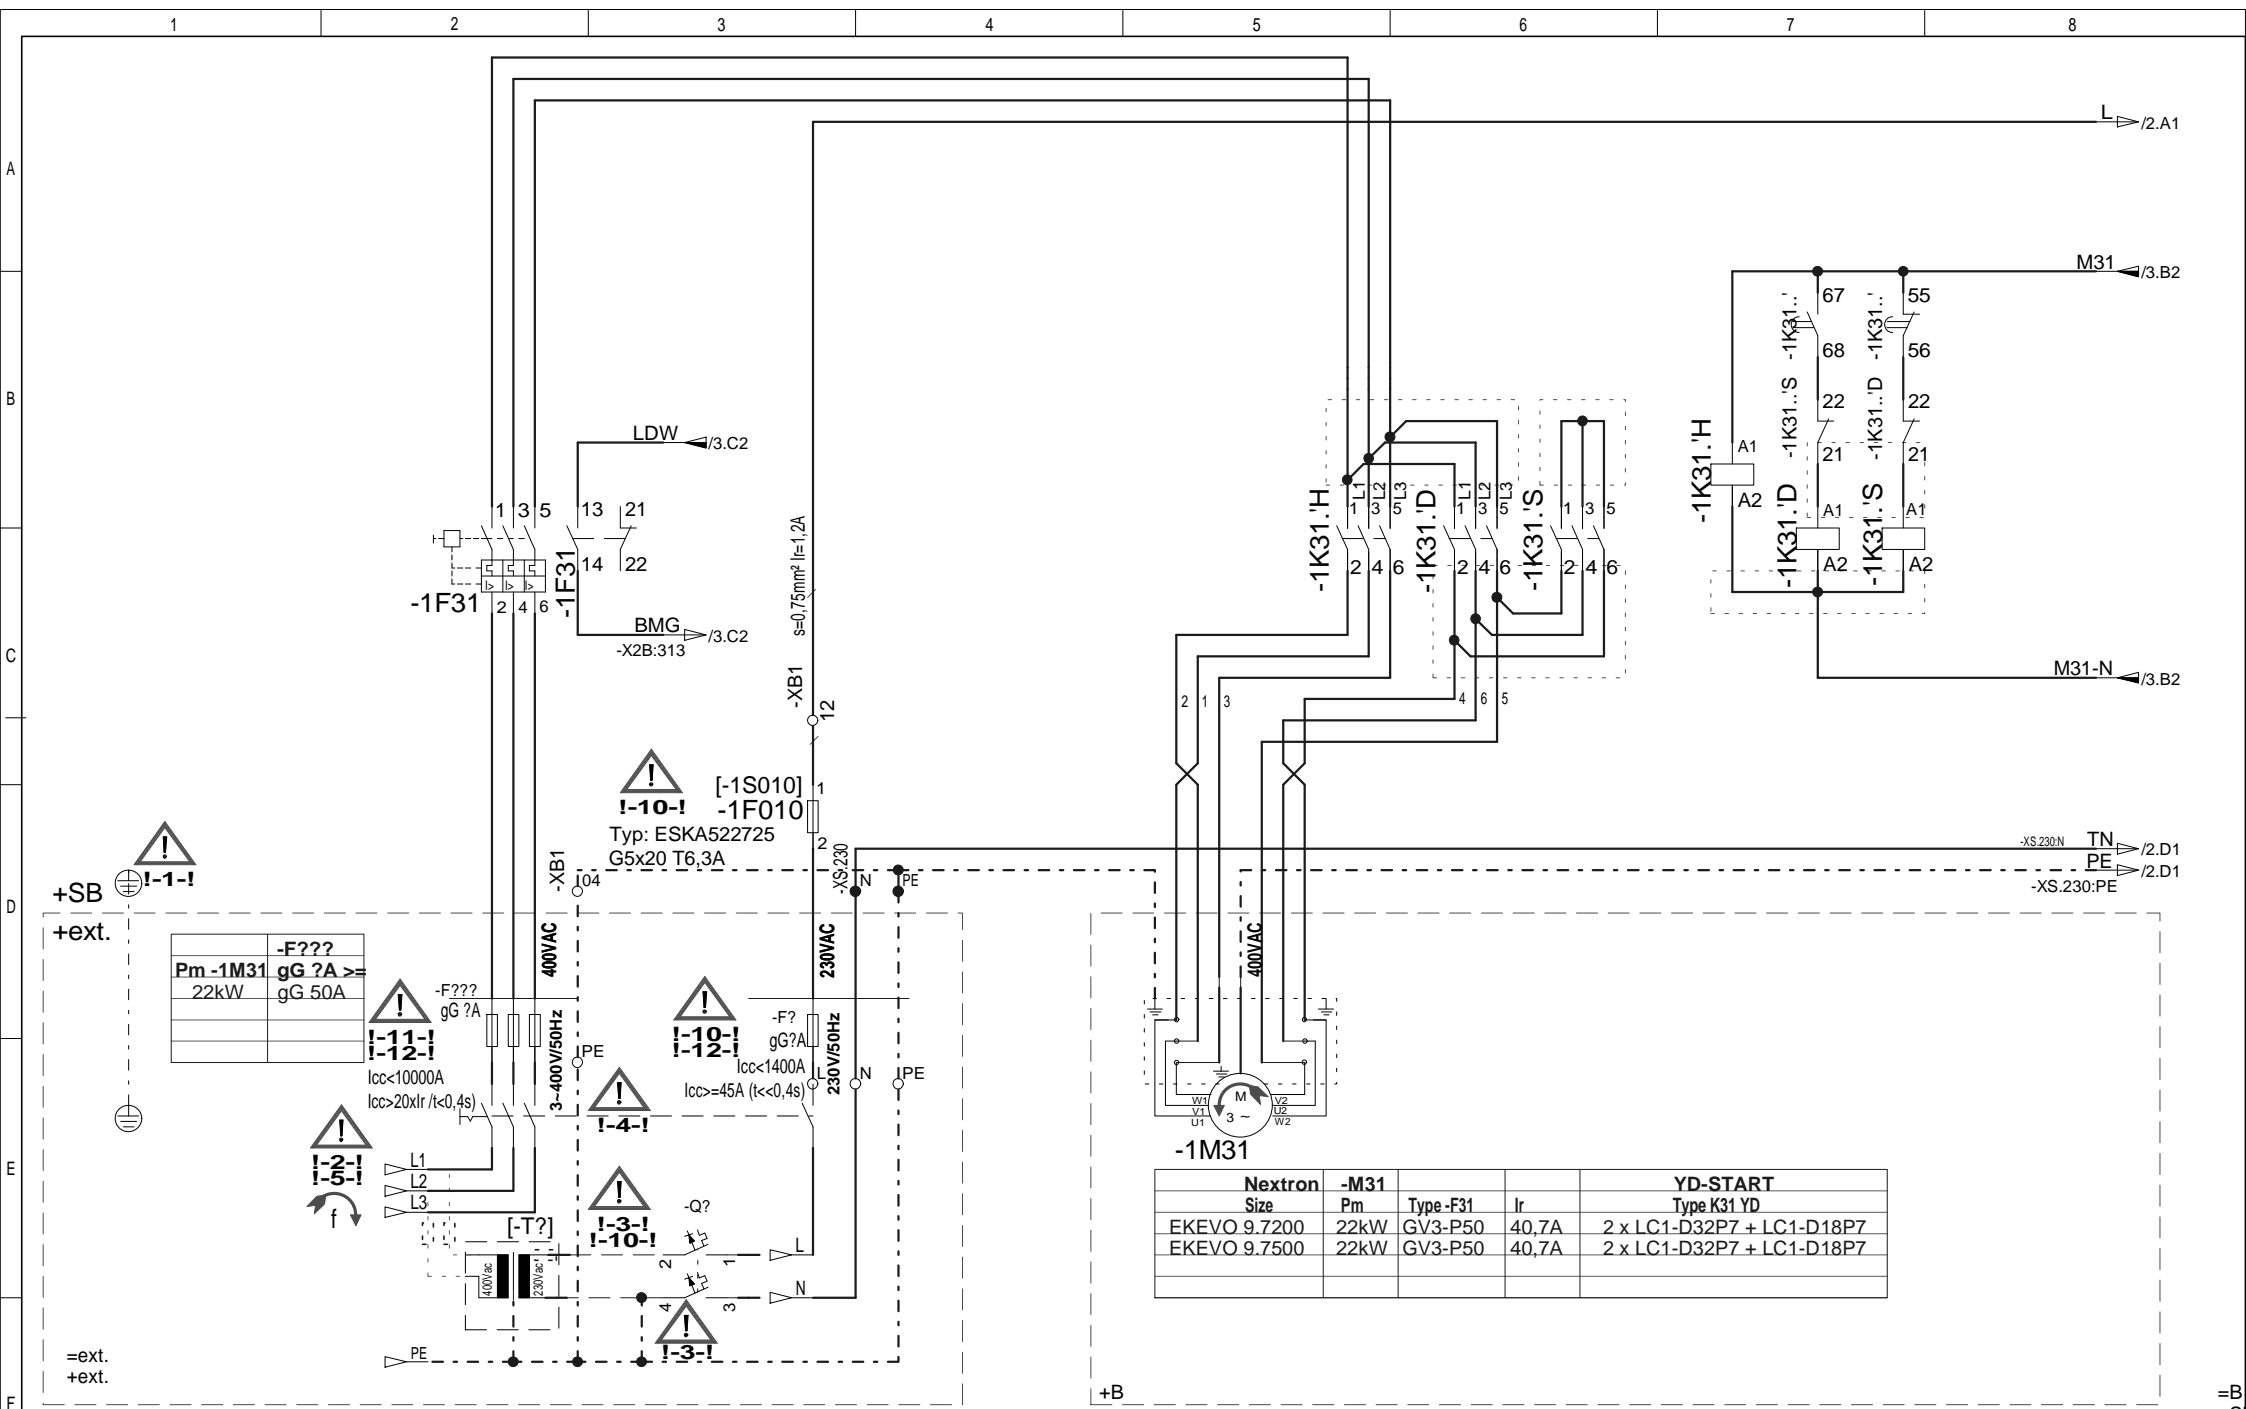 1 2 3 4 5 6 7 8
A
B
C
D
E
F
L /2.A1
M31 /3.B2
-1K31..' 67
68
-1K31..' 55
56
-1K31..'S 22
21
-1K31..'D 22
21
-1K31.'H A1
A2
-1K31.'D A1
A2
-1K31.'S A1
A2
M31-N /3.B2
LDW /3.C2
13 21
14 22
-1F31
BMG /3.C2
-X2B:313
1 3 5
-1F31 2 4 6
s=0,75mm² Ir=1,2A
-XB1 12
-1K31.'H L1 L2 L3
1 3 5
2 4 6
-1K31.'D L1 L2 L3
1 3 5
2 4 6
-1K31.'S 1 3 5
2 4 6
2 1 3
4 6 5
!-10-!
[-1S010] 1
-1F010
2
Typ: ESKA522725
G5x20 T6,3A
-XB1 04
-XS.230 N PE
-XS.230:N TN /2.D1
PE /2.D1
-XS.230:PE
!-1-!
+SB
+ext.
-F???
Pm -1M31 gG ?A >=
22kW gG 50A
400VAC
230VAC
400VAC
-F???
gG ?A
!-11-!
!-12-!
Icc<10000A
Icc>20xIr /t<0,4s)
3~400V/50Hz
PE
!-10-!
!-12-!
-F?
gG?A
Icc<1400A
Icc>=45A (t<<0,4s)
230V/50Hz
L N PE
!-4-!
!-2-!
!-5-!
f
L1
L2
L3
[-T?]
400Vac
230Vac
!-3-!
!-10-!
-Q?
2 1
L
4 3
N
!-3-!
PE
=ext.
+ext.
W1
V1
U1
M
3 ~
V2
U2
W2
-1M31
Nextron -M31 YD-START
Size Pm Type -F31 Ir Type K31 YD
EKEVO 9.7200 22kW GV3-P50 40,7A 2 x LC1-D32P7 + LC1-D18P7
EKEVO 9.7500 22kW GV3-P50 40,7A 2 x LC1-D32P7 + LC1-D18P7
+B
=B